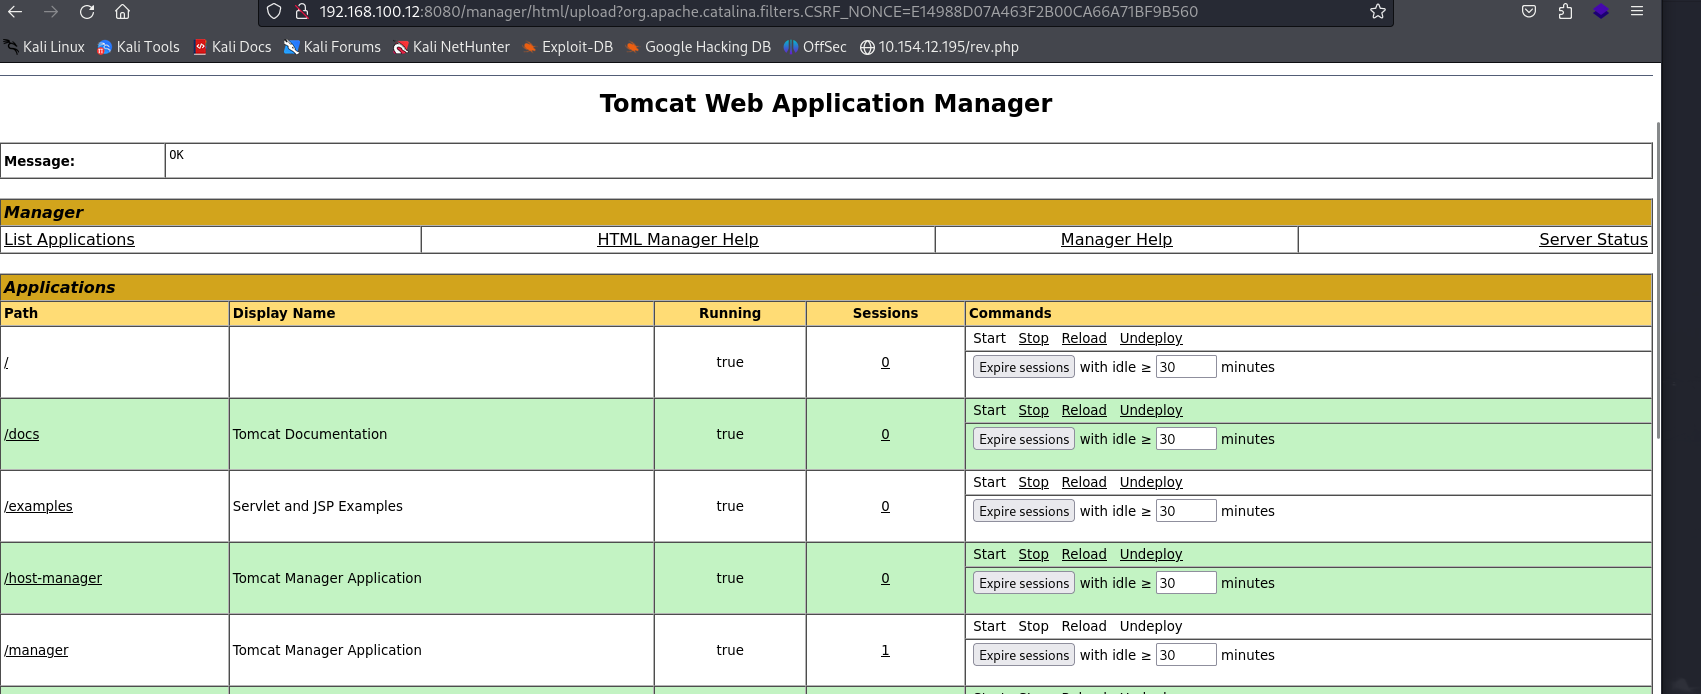 192.168.100.12:8080/manager/html/upload?org.apache.catalina.filters.CSRF_NONCE=E14988D07A463F2B00CA66A71BF9B560
Kali Linux Kali Tools Kali Docs Kali Forums Kali NetHunter Exploit-DB Google Hacking DB OffSec 10.154.12.195/rev.php
Tomcat Web Application Manager
Message: OK
Manager
List Applications HTML Manager Help Manager Help Server Status
Applications
Path Display Name Running Sessions Commands
/ true 0 Start Stop Reload Undeploy
Expire sessions with idle ≥ 30 minutes
/docs Tomcat Documentation true 0 Start Stop Reload Undeploy
Expire sessions with idle ≥ 30 minutes
/examples Servlet and JSP Examples true 0 Start Stop Reload Undeploy
Expire sessions with idle ≥ 30 minutes
/host-manager Tomcat Manager Application true 0 Start Stop Reload Undeploy
Expire sessions with idle ≥ 30 minutes
/manager Tomcat Manager Application true 1 Start Stop Reload Undeploy
Expire sessions with idle ≥ 30 minutes